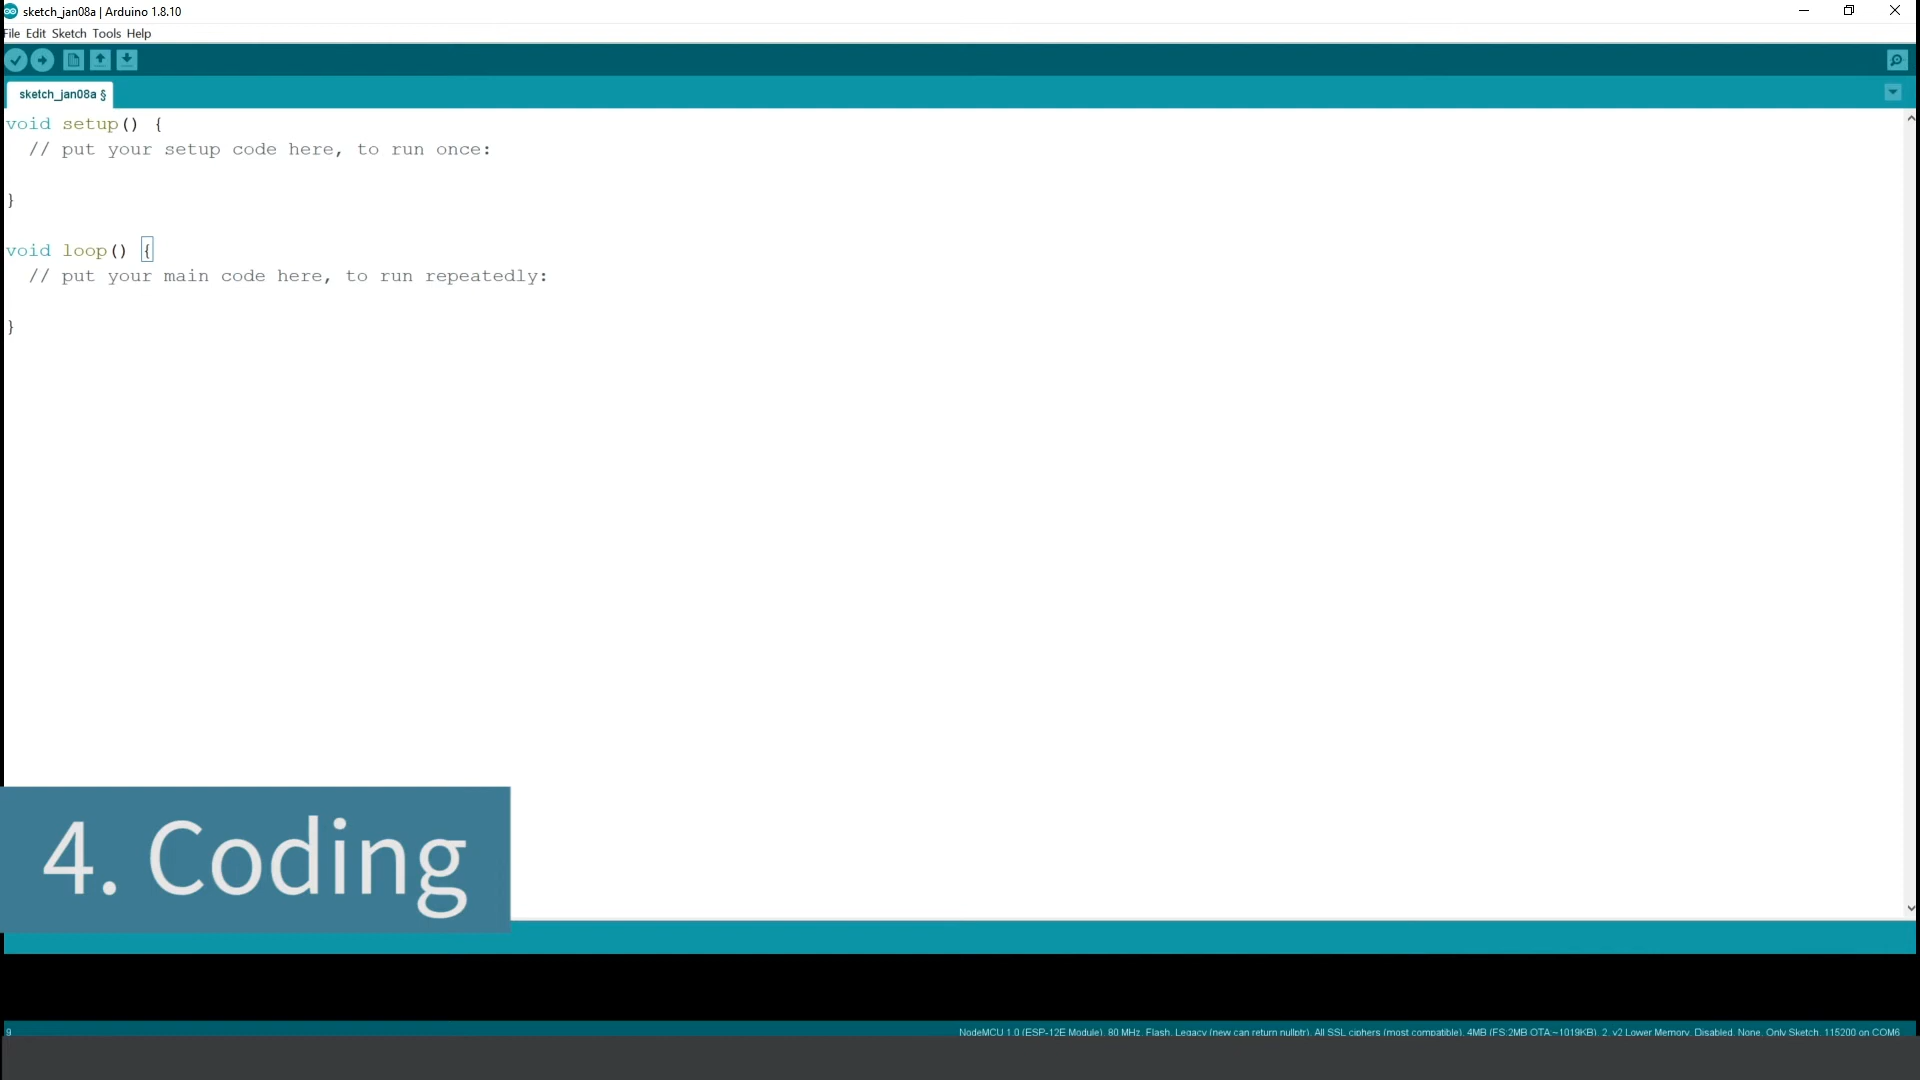 sketch_jan08a | Arduino 1.8.10
File Edit Sketch Tools Help
sketch_jan08a §
void setup() {
// put your setup code here, to run once:
}
void loop() {
// put your main code here, to run repeatedly:
}
4. Coding
9
NodeMCU 1.0 (ESP-12E Module), 80 MHz, Flash, Legacy (new can return nullptr), All SSL ciphers (most compatible), 4MB (FS:2MB OTA:~1019KB), 2, v2 Lower Memory, Disabled, None, Only Sketch, 115200 on COM6